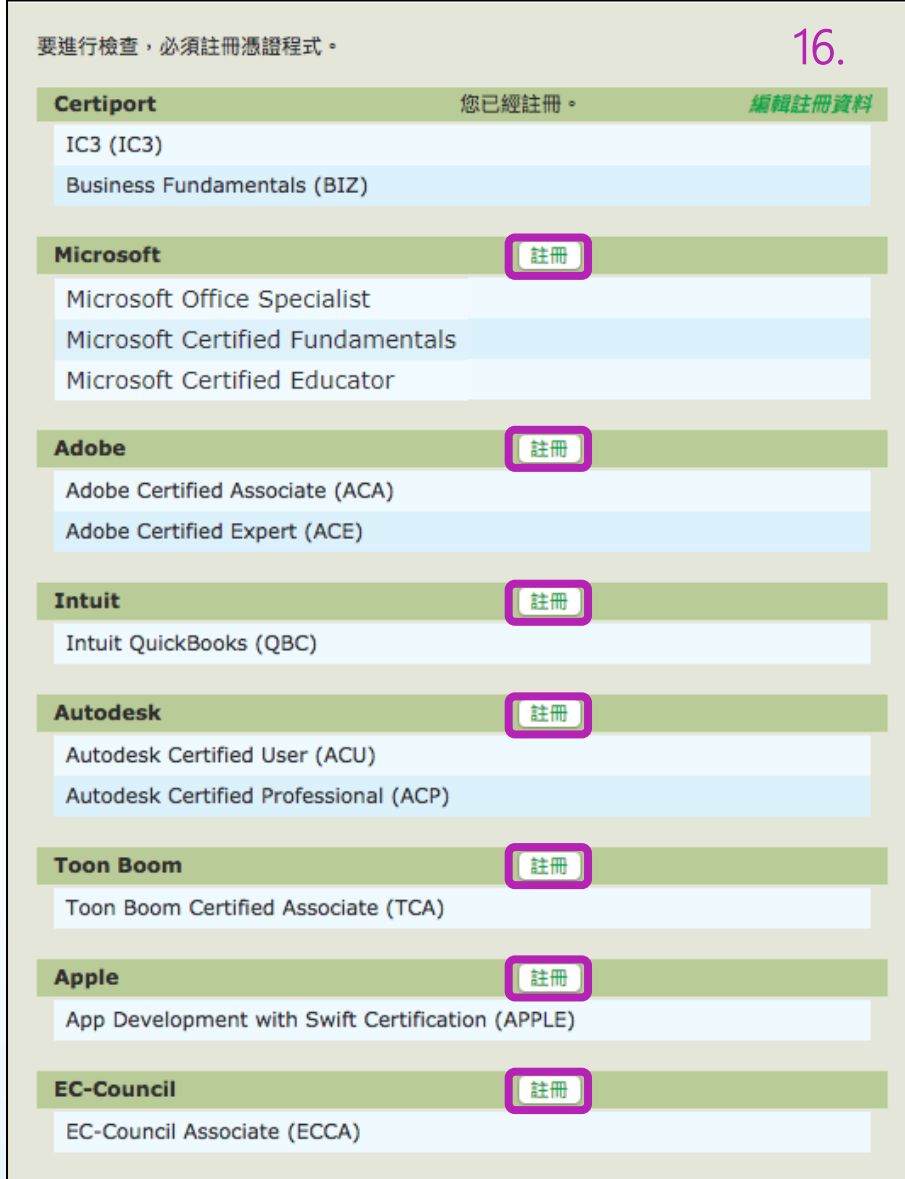 要進行檢查，必須註冊憑證程式。
16.
Certiport 您已經註冊。 編輯註冊資料
IC3 (IC3)
Business Fundamentals (BIZ)
Microsoft 註冊
Microsoft Office Specialist
Microsoft Certified Fundamentals
Microsoft Certified Educator
Adobe 註冊
Adobe Certified Associate (ACA)
Adobe Certified Expert (ACE)
Intuit 註冊
Intuit QuickBooks (QBC)
Autodesk 註冊
Autodesk Certified User (ACU)
Autodesk Certified Professional (ACP)
Toon Boom 註冊
Toon Boom Certified Associate (TCA)
Apple 註冊
App Development with Swift Certification (APPLE)
EC-Council 註冊
EC-Council Associate (ECCA)